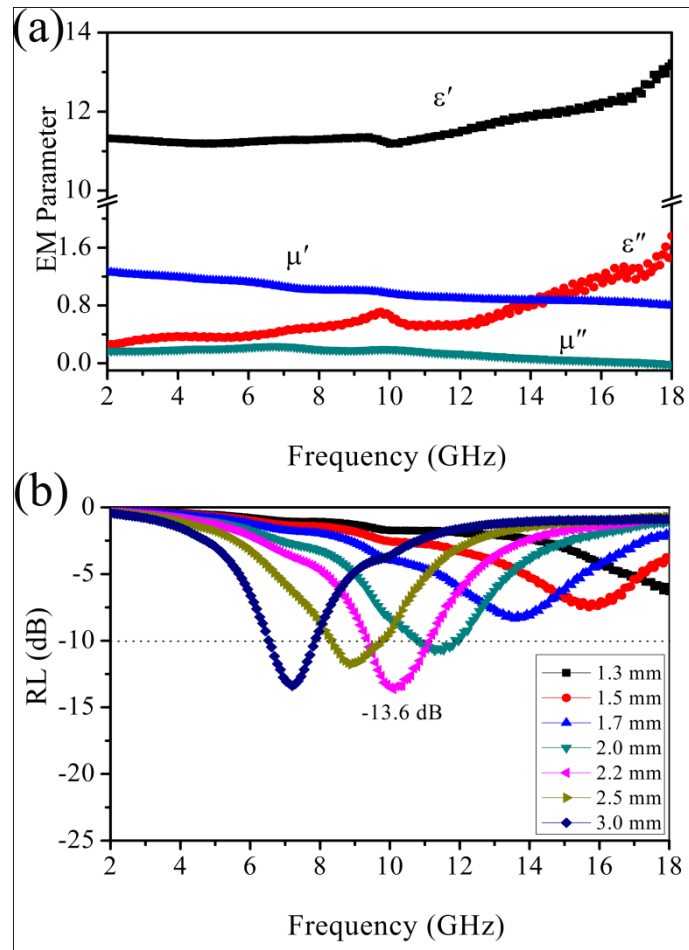 (a)
14
12
10
1.6
0.8
0.0
EM Parameter
ε′
μ′
ε″
μ″
2 4 6 8 10 12 14 16 18
Frequency (GHz)
(b)
0
-5
-10
-15
-20
-25
RL (dB)
-13.6 dB
1.3 mm
1.5 mm
1.7 mm
2.0 mm
2.2 mm
2.5 mm
3.0 mm
2 4 6 8 10 12 14 16 18
Frequency (GHz)